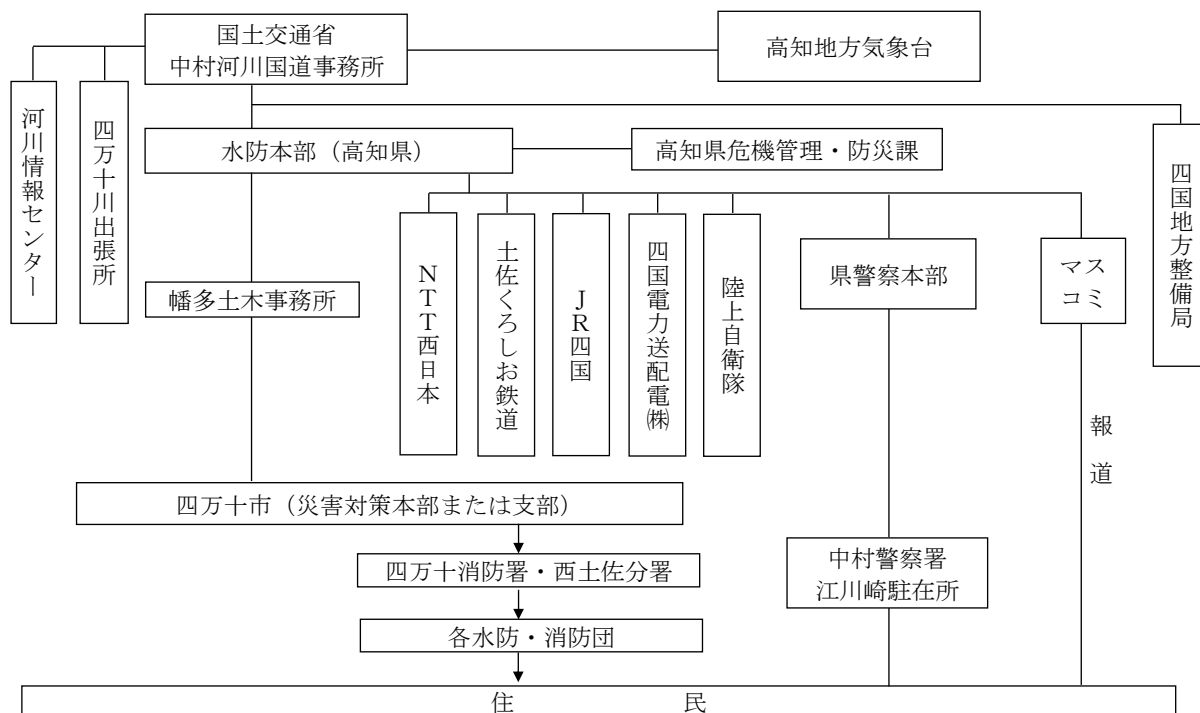 国土交通省
中村河川国道事務所
高知地方気象台
河川情報センター
四万十川出張所
水防本部（高知県）
高知県危機管理・防災課
四国地方整備局
幡多土木事務所
ＮＴＴ西日本
土佐くろしお鉄道
ＪＲ四国
四国電力送配電㈱
陸上自衛隊
県警察本部
マス
コミ
報道
四万十市（災害対策本部または支部）
四万十消防署・西土佐分署
中村警察署
江川崎駐在所
各水防・消防団
住民